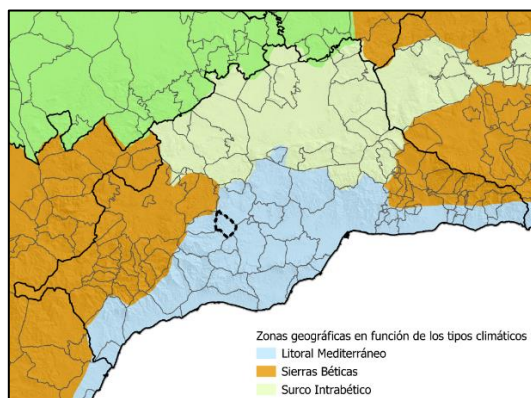 Zonas geográficas en función de los tipos climáticos
Litoral Mediterráneo
Sierras Béticas
Surco Intrabético